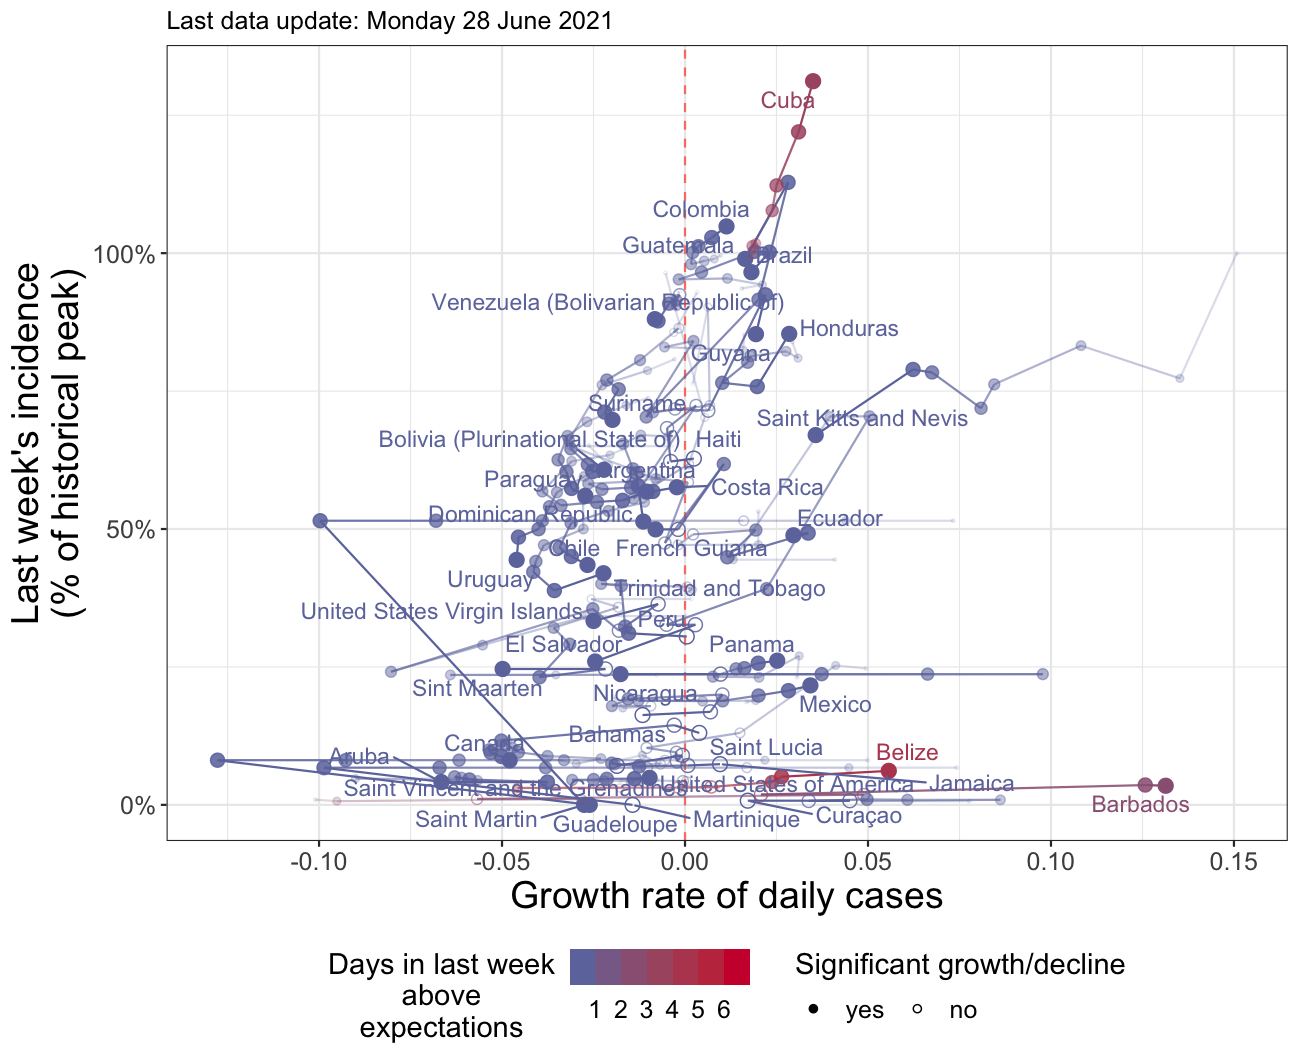 Last data update: Monday 28 June 2021
Cuba
Colombia
Guatemala
Brazil
Venezuela (Bolivarian Republic of)
Honduras
Guyana
Suriname
Saint Kitts and Nevis
Bolivia (Plurinational State of)
Haiti
Argentina
Paraguay
Costa Rica
Dominican Republic
Ecuador
Chile
French Guiana
Uruguay
Trinidad and Tobago
United States Virgin Islands
Peru
El Salvador
Panama
Sint Maarten
Nicaragua
Mexico
Bahamas
Canada
Saint Lucia
Aruba
Belize
Saint Vincent and the Grenadines
United States of America
Jamaica
Barbados
Saint Martin
Guadeloupe
Martinique
Curaçao
100%
50%
0%
Last week's incidence
(% of historical peak)
-0.10
-0.05
0.00
0.05
0.10
0.15
Growth rate of daily cases
Days in last week
above
expectations
1 2 3 4 5 6
Significant growth/decline
yes
no